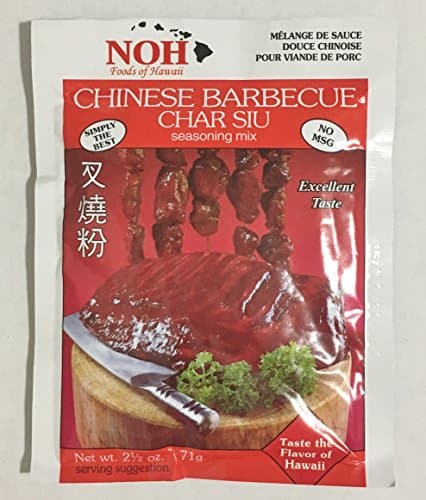 NOH
Foods of Hawaii
MÉLANGE DE SAUCE
DOUCE CHINOISE
POUR VIANDE DE PORC
CHINESE BARBECUE
CHAR SIU
seasoning mix
SIMPLY
THE
BEST
NO
MSG
叉燒粉
Excellent
Taste
Net wt. 2½ oz. 71g
serving suggestion
Taste the
Flavor of
Hawaii